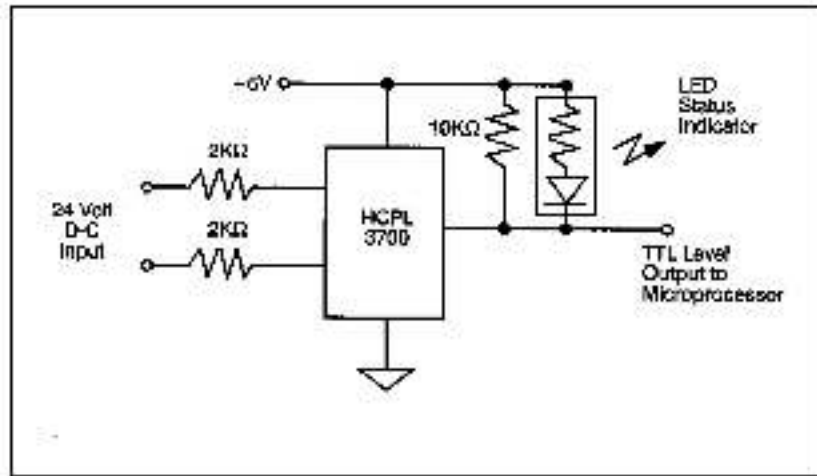 +5V
LED
Status
Indicator
10KΩ
2KΩ
24 Volt
D-C
Input
2KΩ
HCPL
3700
TTL Level
Output to
Microprocessor